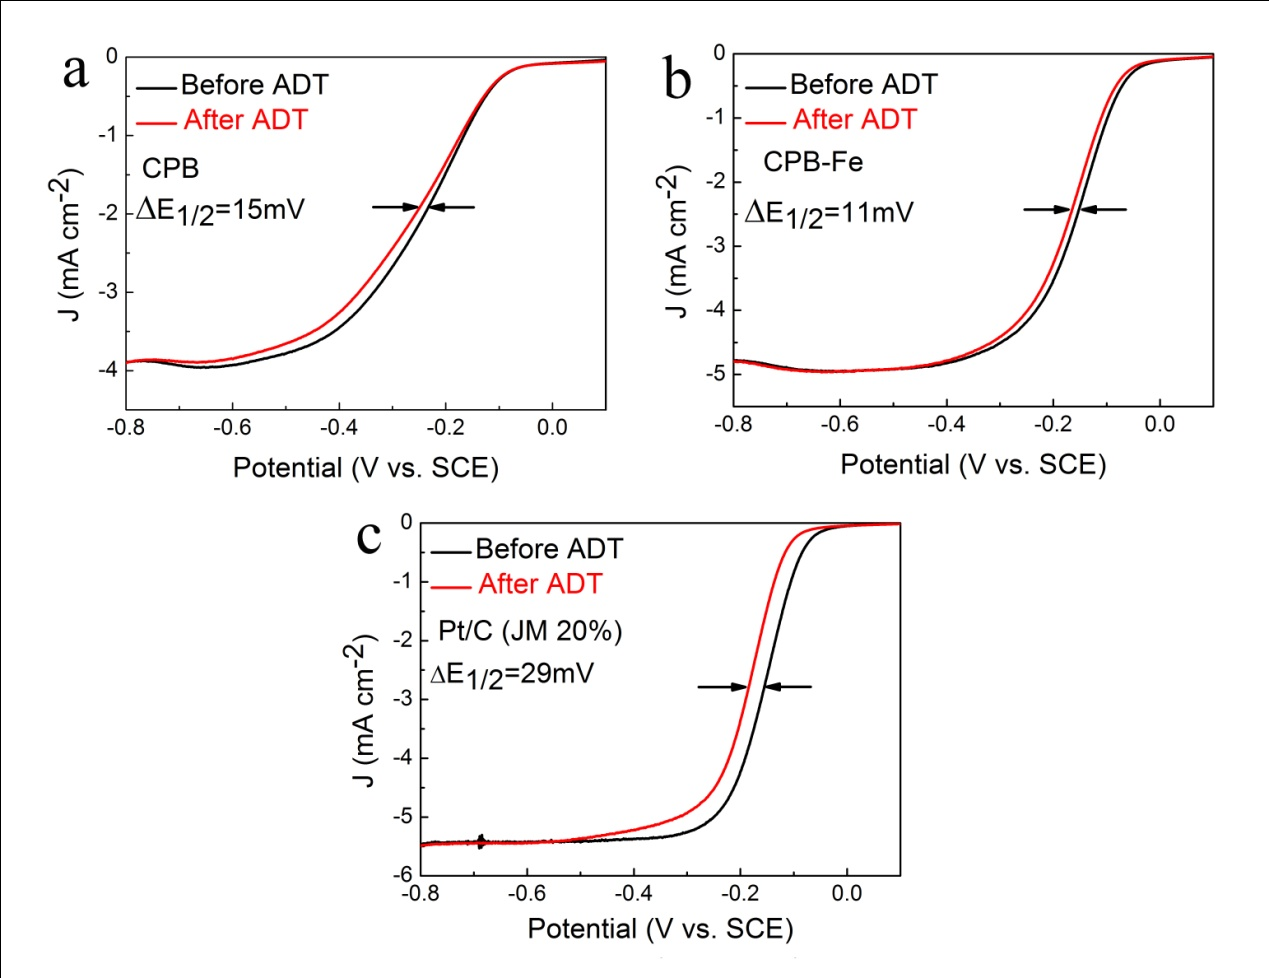 a
Before ADT
After ADT
CPB
ΔE1/2=15mV
0
-1
-2
-3
-4
J (mA cm-2)
-0.8 -0.6 -0.4 -0.2 0.0
Potential (V vs. SCE)
b
Before ADT
After ADT
CPB-Fe
ΔE1/2=11mV
0
-1
-2
-3
-4
-5
J (mA cm-2)
-0.8 -0.6 -0.4 -0.2 0.0
Potential (V vs. SCE)
c
Before ADT
After ADT
Pt/C (JM 20%)
ΔE1/2=29mV
0
-1
-2
-3
-4
-5
-6
J (mA cm-2)
-0.8 -0.6 -0.4 -0.2 0.0
Potential (V vs. SCE)